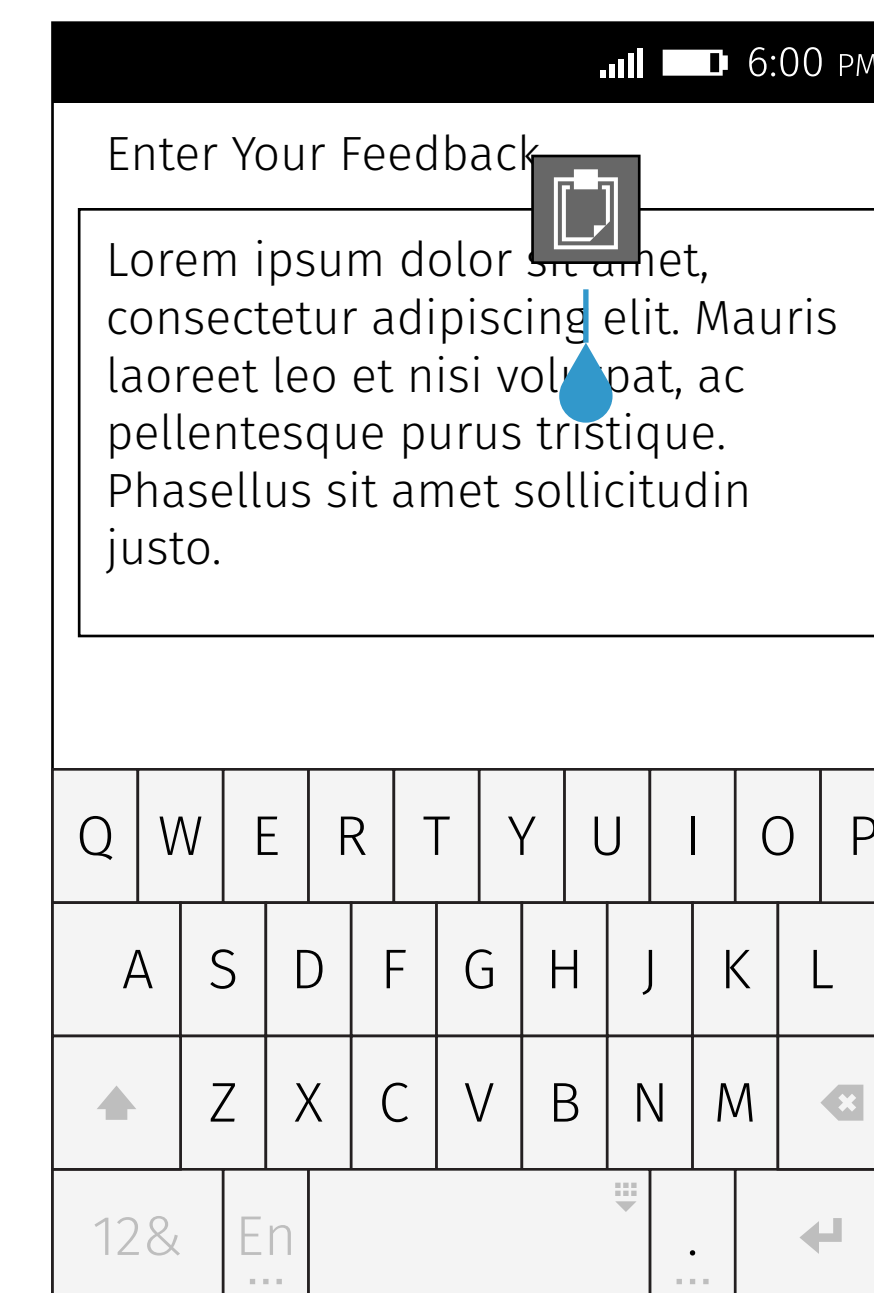 6:00 PM
Enter Your Feedback
Lorem ipsum dolor sit amet,
consectetur adipiscing elit. Mauris
laoreet leo et nisi volutpat, ac
pellentesque purus tristique.
Phasellus sit amet sollicitudin
justo.
Q W E R T Y U I O P
A S D F G H J K L
Z X C V B N M
12& En .